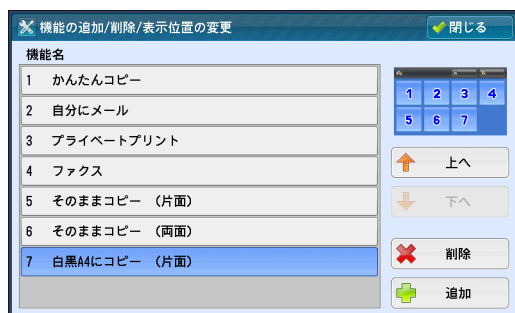 機能の追加/削除/表示位置の変更
閉じる
機能名
1 かんたんコピー
2 自分にメール
3 プライベートプリント
4 ファクス
5 そのままコピー （片面）
6 そのままコピー （両面）
7 白黒A4にコピー （片面）
1 2 3 4
5 6 7
上へ
下へ
削除
追加